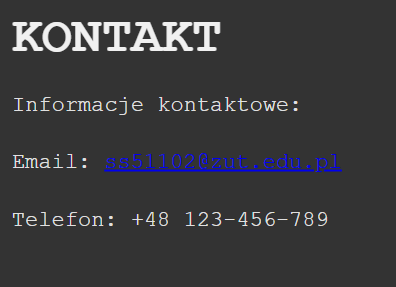 KONTAKT
Informacje kontaktowe:
Email: ss51102@zut.edu.pl
Telefon: +48 123-456-789